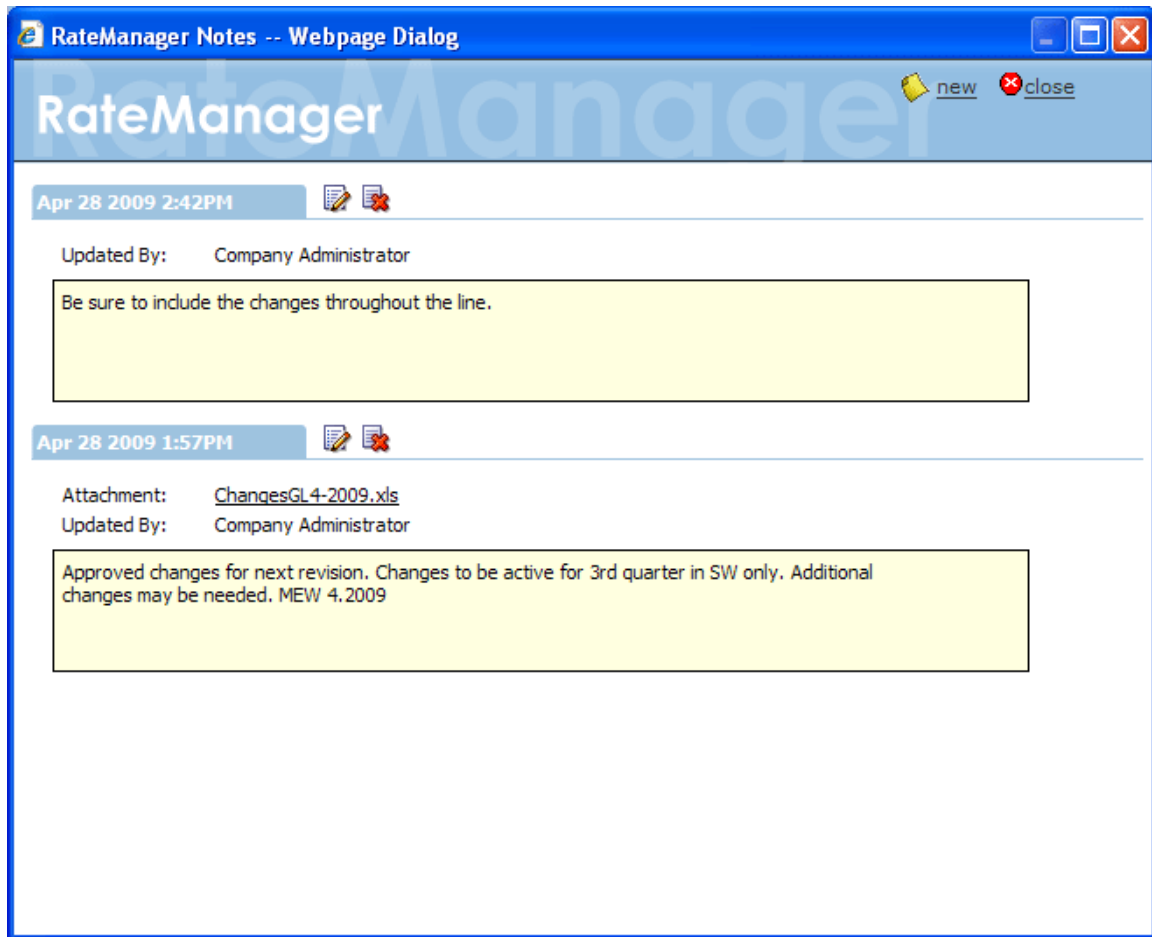 RateManager Notes -- Webpage Dialog
RateManager
RateManager
new close
Apr 28 2009 2:42PM
Updated By: Company Administrator
Be sure to include the changes throughout the line.
Apr 28 2009 1:57PM
Attachment: ChangesGL4-2009.xls
Updated By: Company Administrator
Approved changes for next revision. Changes to be active for 3rd quarter in SW only. Additional
changes may be needed. MEW 4.2009